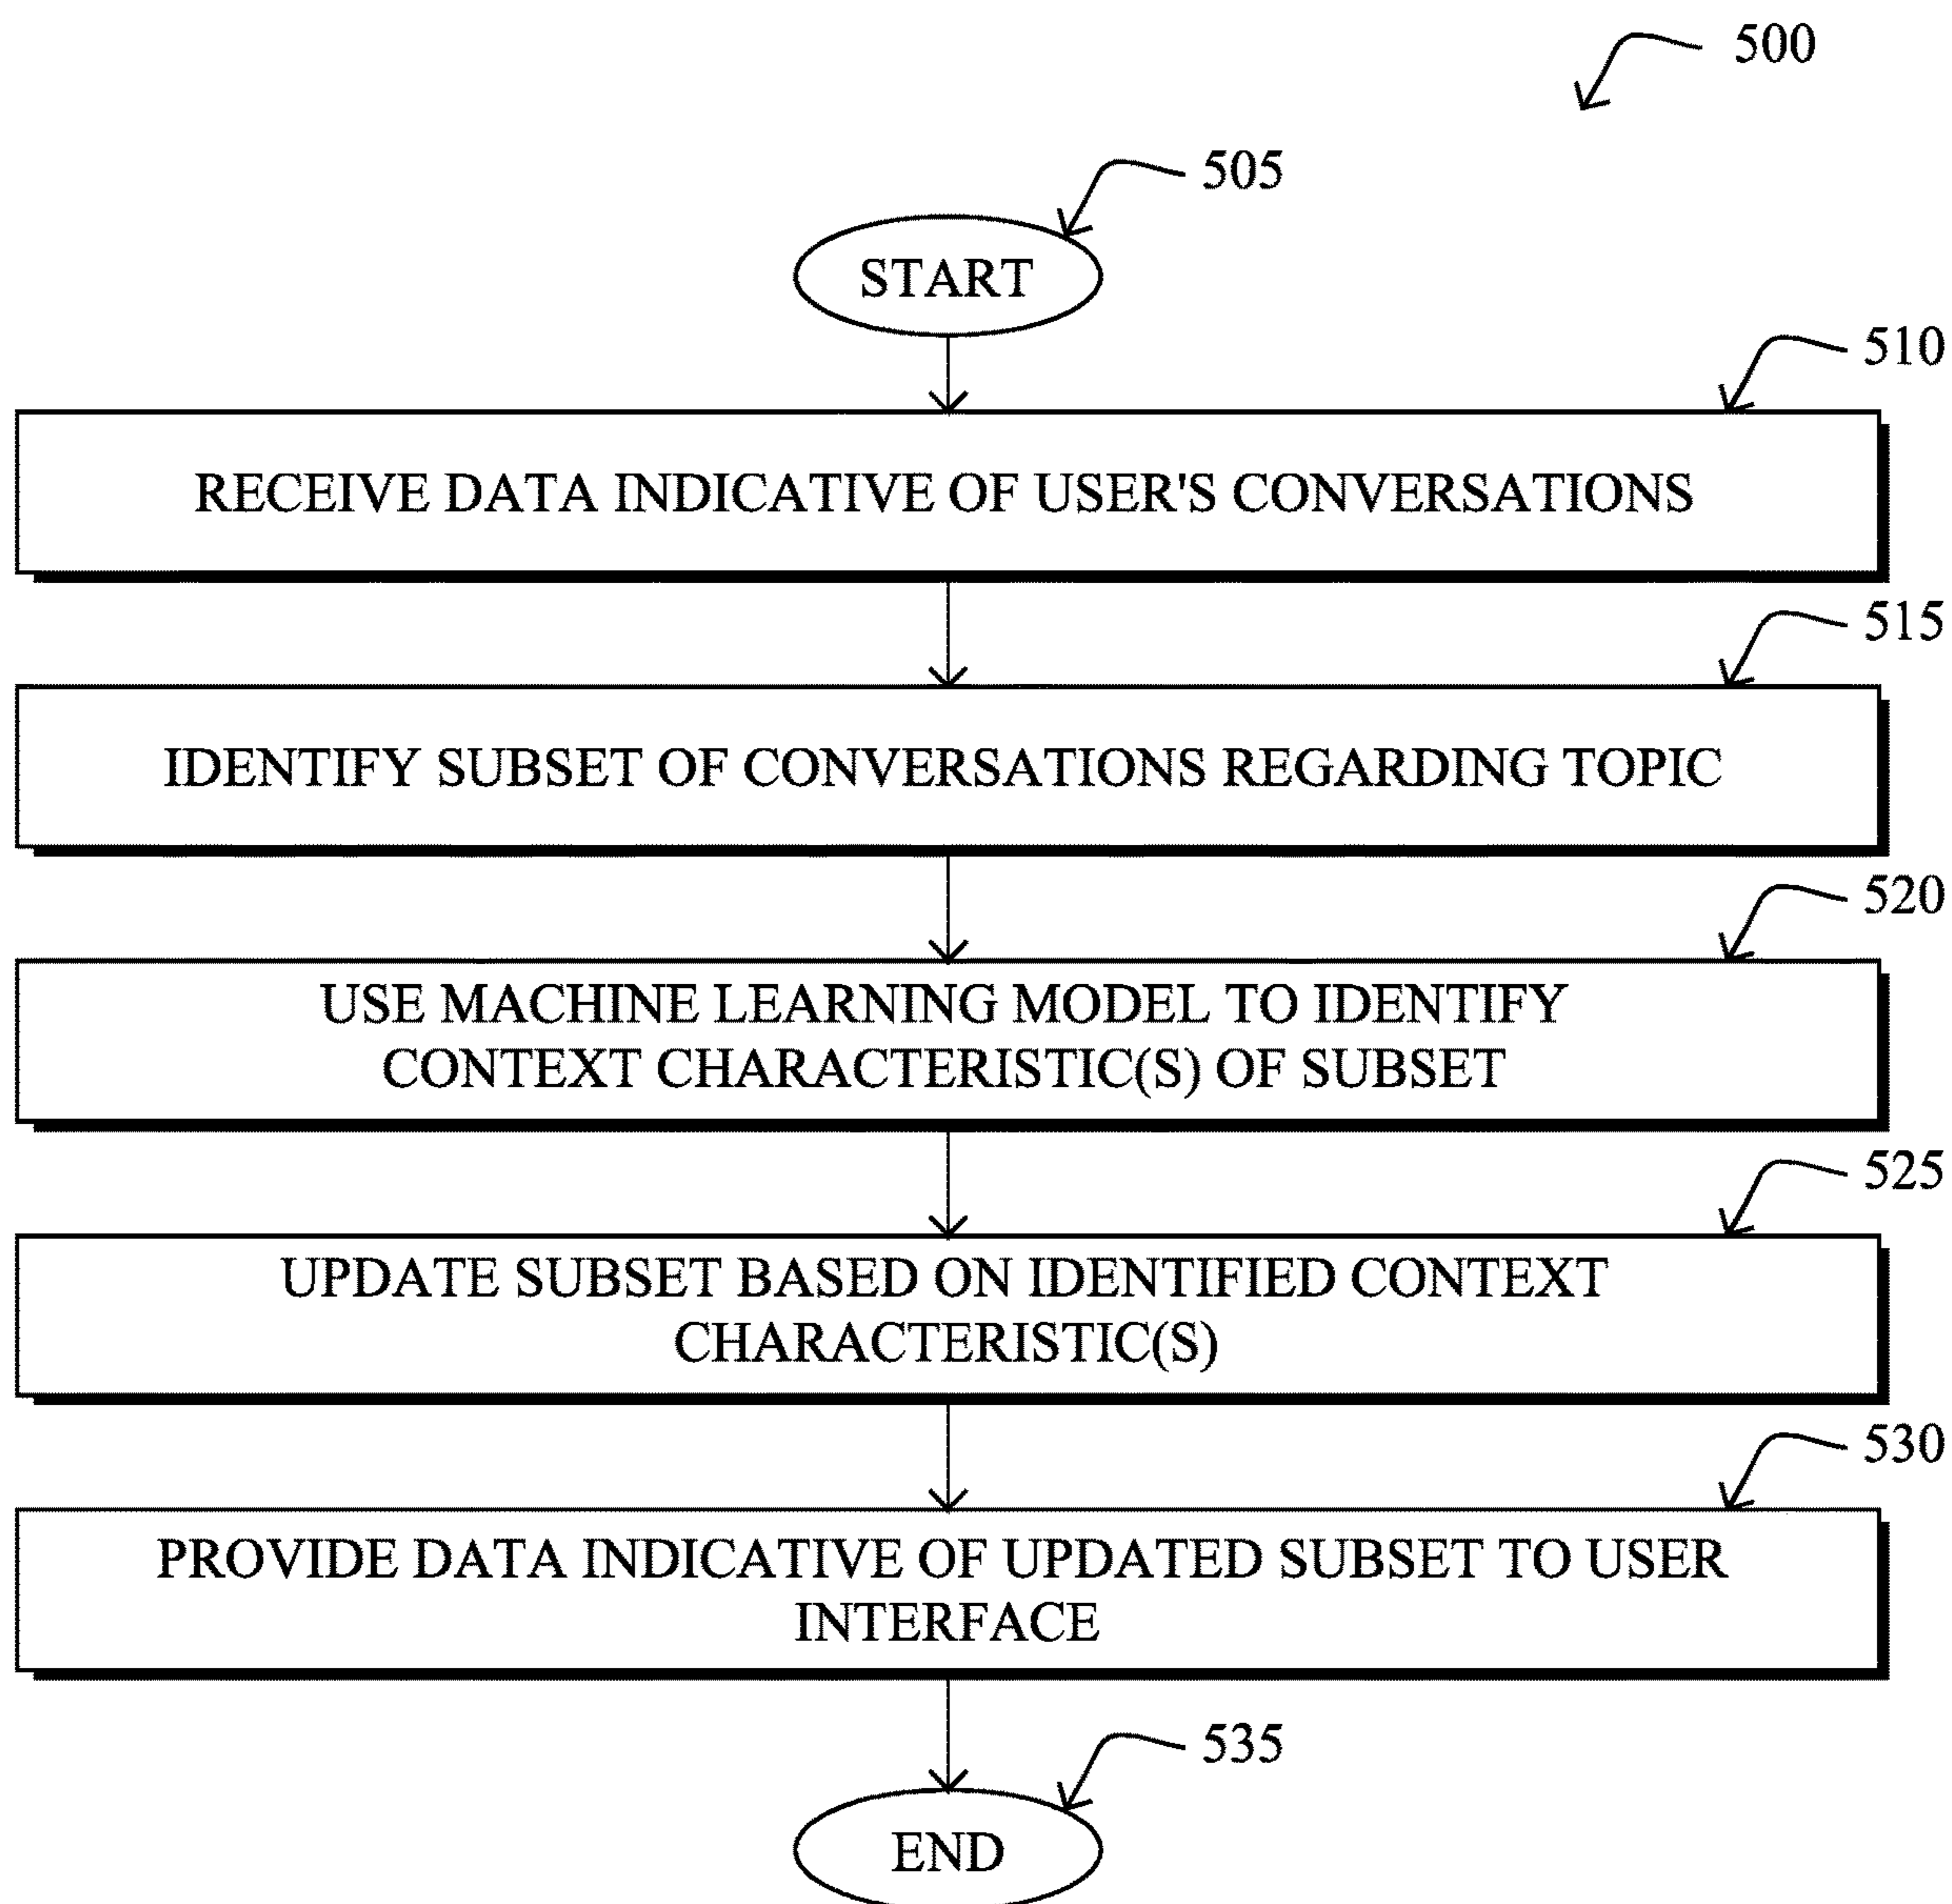 500
505
START
510
RECEIVE DATA INDICATIVE OF USER'S CONVERSATIONS
515
IDENTIFY SUBSET OF CONVERSATIONS REGARDING TOPIC
520
USE MACHINE LEARNING MODEL TO IDENTIFY
CONTEXT CHARACTERISTIC(S) OF SUBSET
525
UPDATE SUBSET BASED ON IDENTIFIED CONTEXT
CHARACTERISTIC(S)
530
PROVIDE DATA INDICATIVE OF UPDATED SUBSET TO USER
INTERFACE
535
END